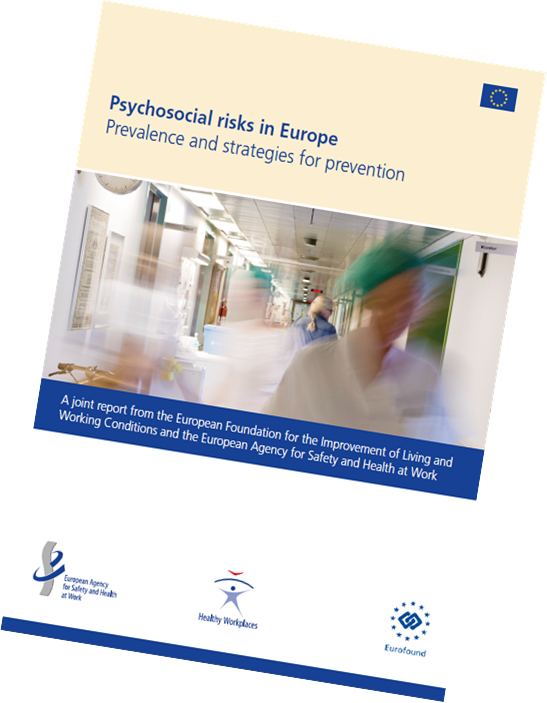 Psychosocial risks in Europe
Prevalence and strategies for prevention
A joint report from the European Foundation for the Improvement of Living and
Working Conditions and the European Agency for Safety and Health at Work
European Agency
for Safety and Health
at Work
Healthy Workplaces
Eurofound